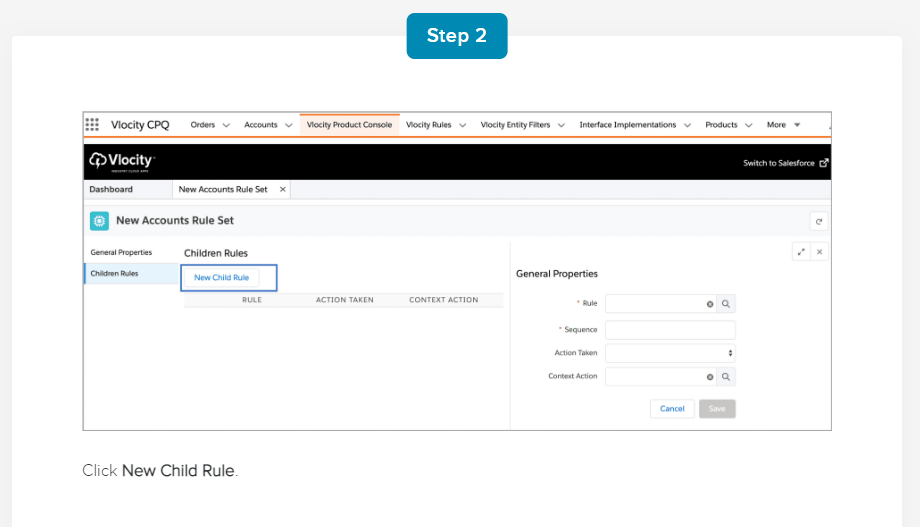 Step 2
Vlocity CPQ Orders Accounts Vlocity Product Console Vlocity Rules Vlocity Entity Filters Interface Implementations Products More
Vlocity Switch to Salesforce
INDUSTRY CLOUD APPS
Dashboard New Accounts Rule Set ×
New Accounts Rule Set
General Properties Children Rules
Children Rules New Child Rule
RULE ACTION TAKEN CONTEXT ACTION
General Properties
* Rule
* Sequence
Action Taken
Context Action
Cancel Save
Click New Child Rule.